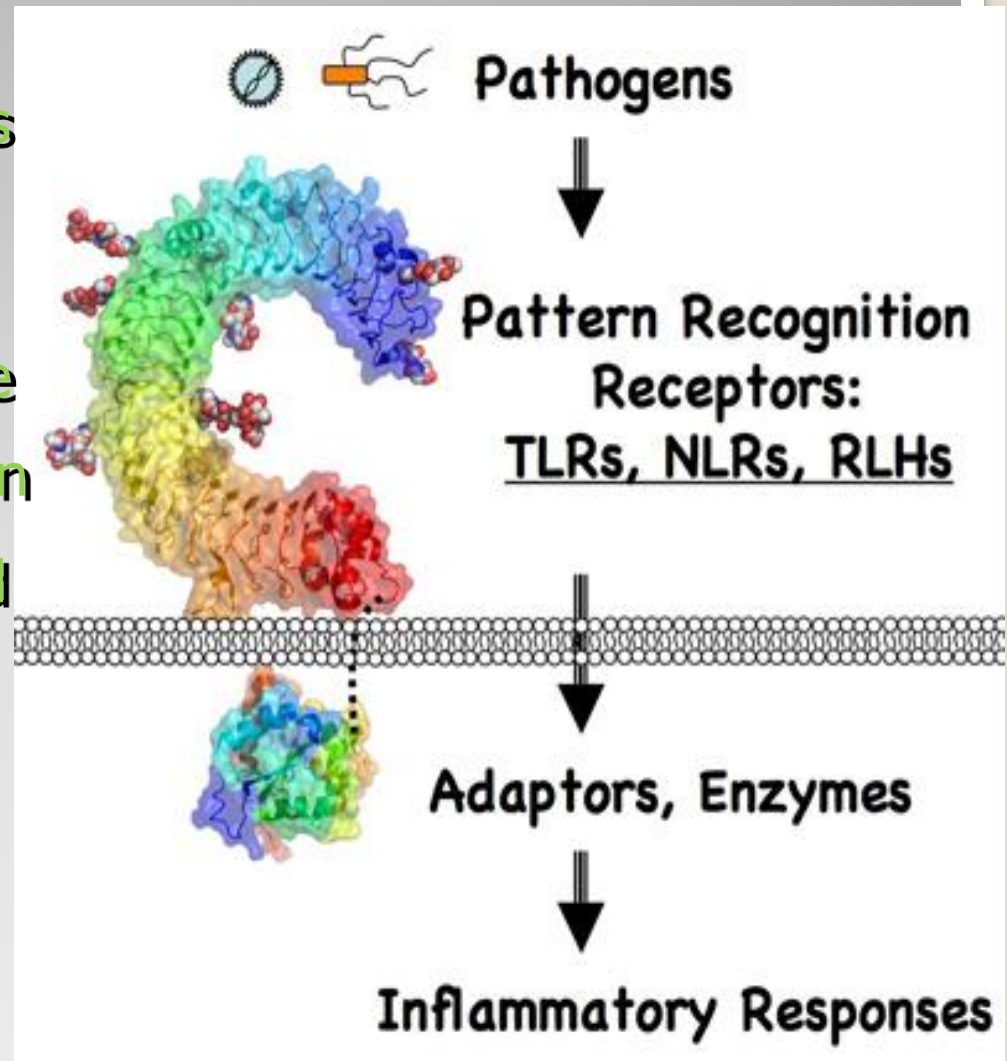 Pathogens
Pattern Recognition
Receptors:
TLRs, NLRs, RLHs
Adaptors, Enzymes
Inflammatory Responses